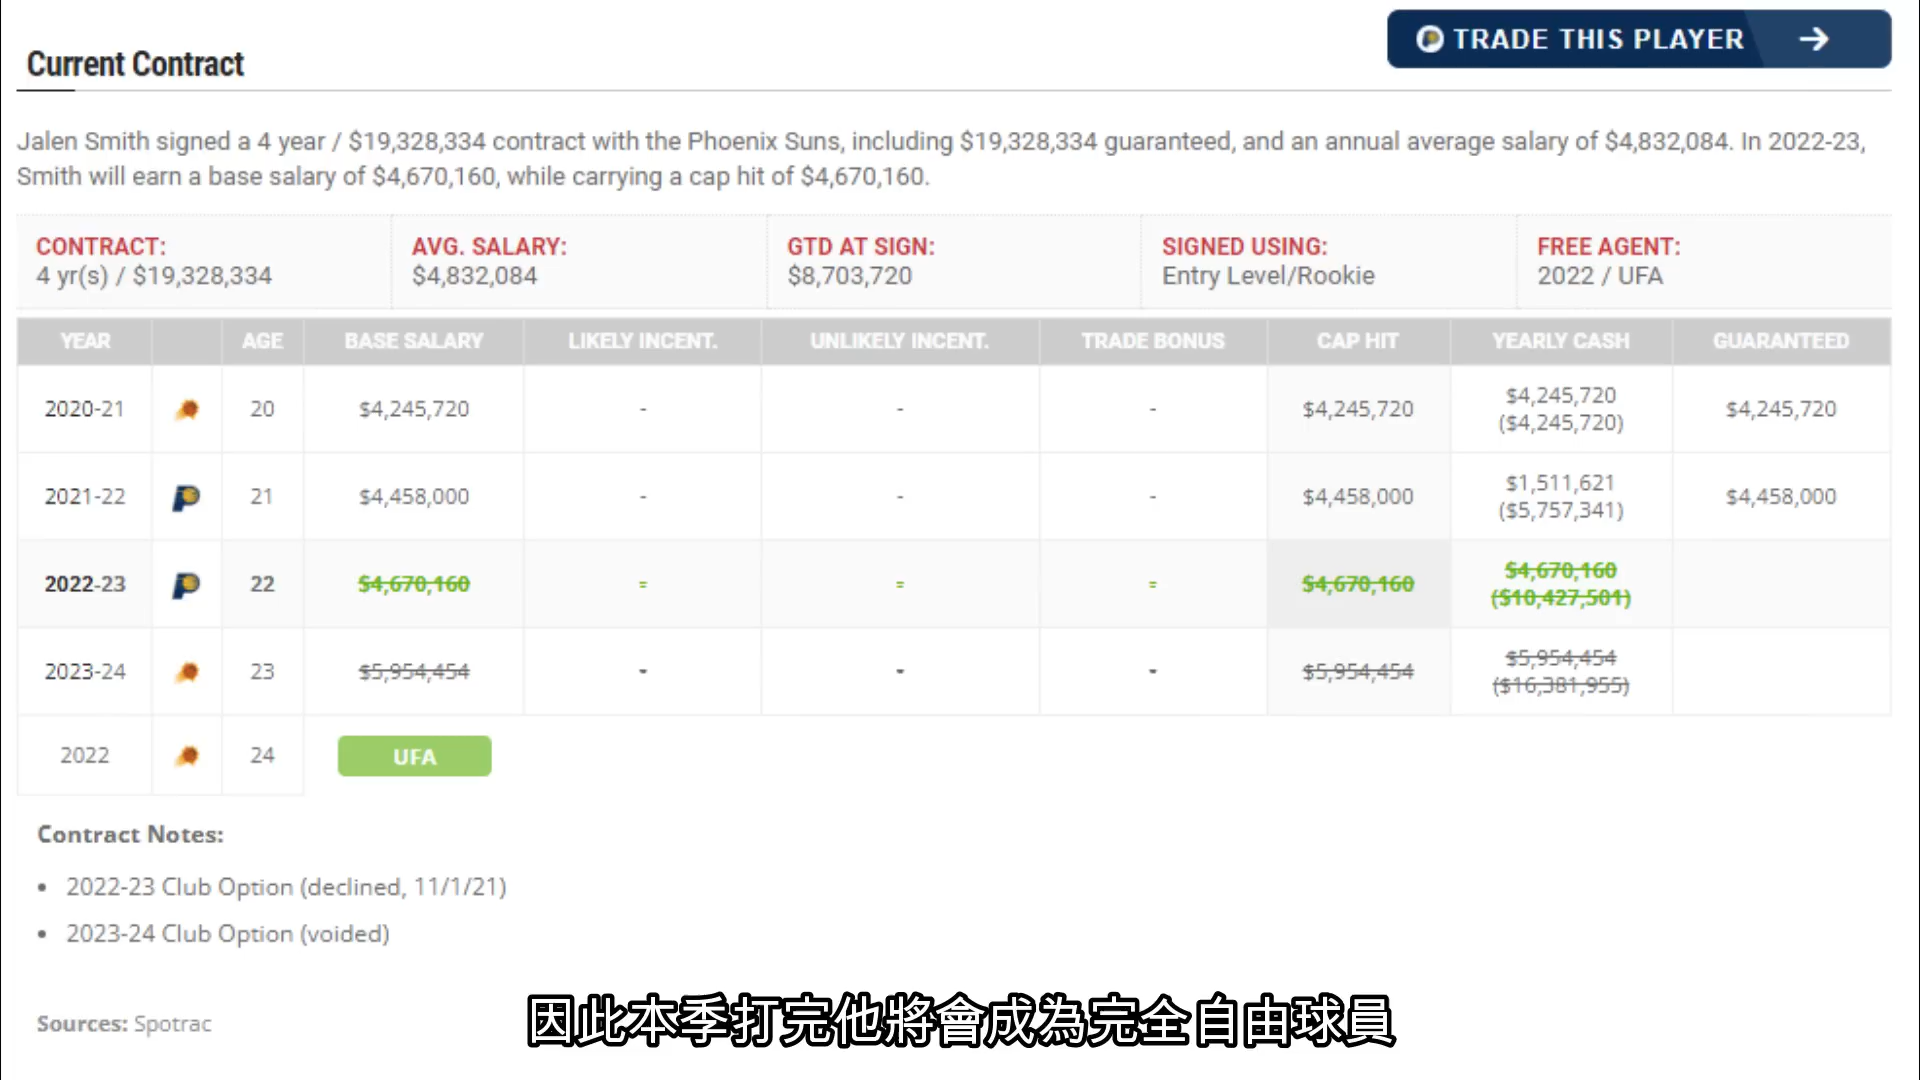 TRADE THIS PLAYER
Current Contract
Jalen Smith signed a 4 year / $19,328,334 contract with the Phoenix Suns, including $19,328,334 guaranteed, and an annual average salary of $4,832,084. In 2022-23,
Smith will earn a base salary of $4,670,160, while carrying a cap hit of $4,670,160.
CONTRACT: AVG. SALARY: GTD AT SIGN: SIGNED USING: FREE AGENT:
4 yr(s) / $19,328,334 $4,832,084 $8,703,720 Entry Level/Rookie 2022 / UFA
YEAR AGE BASE SALARY LIKELY INCENT. UNLIKELY INCENT. TRADE BONUS CAP HIT YEARLY CASH GUARANTEED
2020-21 20 $4,245,720 - - - $4,245,720 $4,245,720 ($4,245,720) $4,245,720
2021-22 21 $4,458,000 - - - $4,458,000 $1,511,621 ($5,757,341) $4,458,000
2022-23 22 $4,670,160 - - - $4,670,160 $4,670,160 ($10,427,501)
2023-24 23 $5,954,454 - - - $5,954,454 $5,954,454 ($16,381,955)
2022 24 UFA
Contract Notes:
• 2022-23 Club Option (declined, 11/1/21)
• 2023-24 Club Option (voided)
Sources: Spotrac
因此本季打完他將會成為完全自由球員